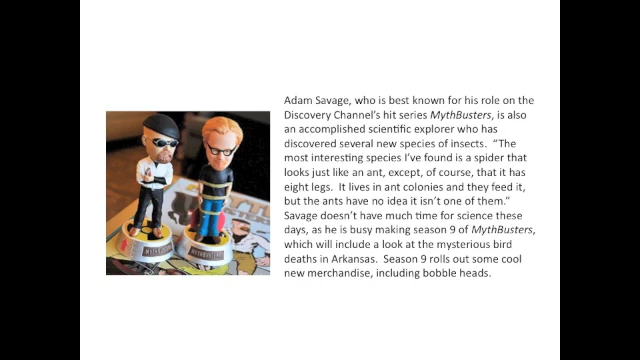 Adam Savage, who is best known for his role on the
Discovery Channel's hit series MythBusters, is also
an accomplished scientific explorer who has
discovered several new species of insects. “The
most interesting species I've found is a spider that
looks just like an ant, except, of course, that it has
eight legs. It lives in ant colonies and they feed it,
but the ants have no idea it isn't one of them.”
Savage doesn't have much time for science these
days, as he is busy making season 9 of MythBusters,
which will include a look at the mysterious bird
deaths in Arkansas. Season 9 rolls out some cool
new merchandise, including bobble heads.